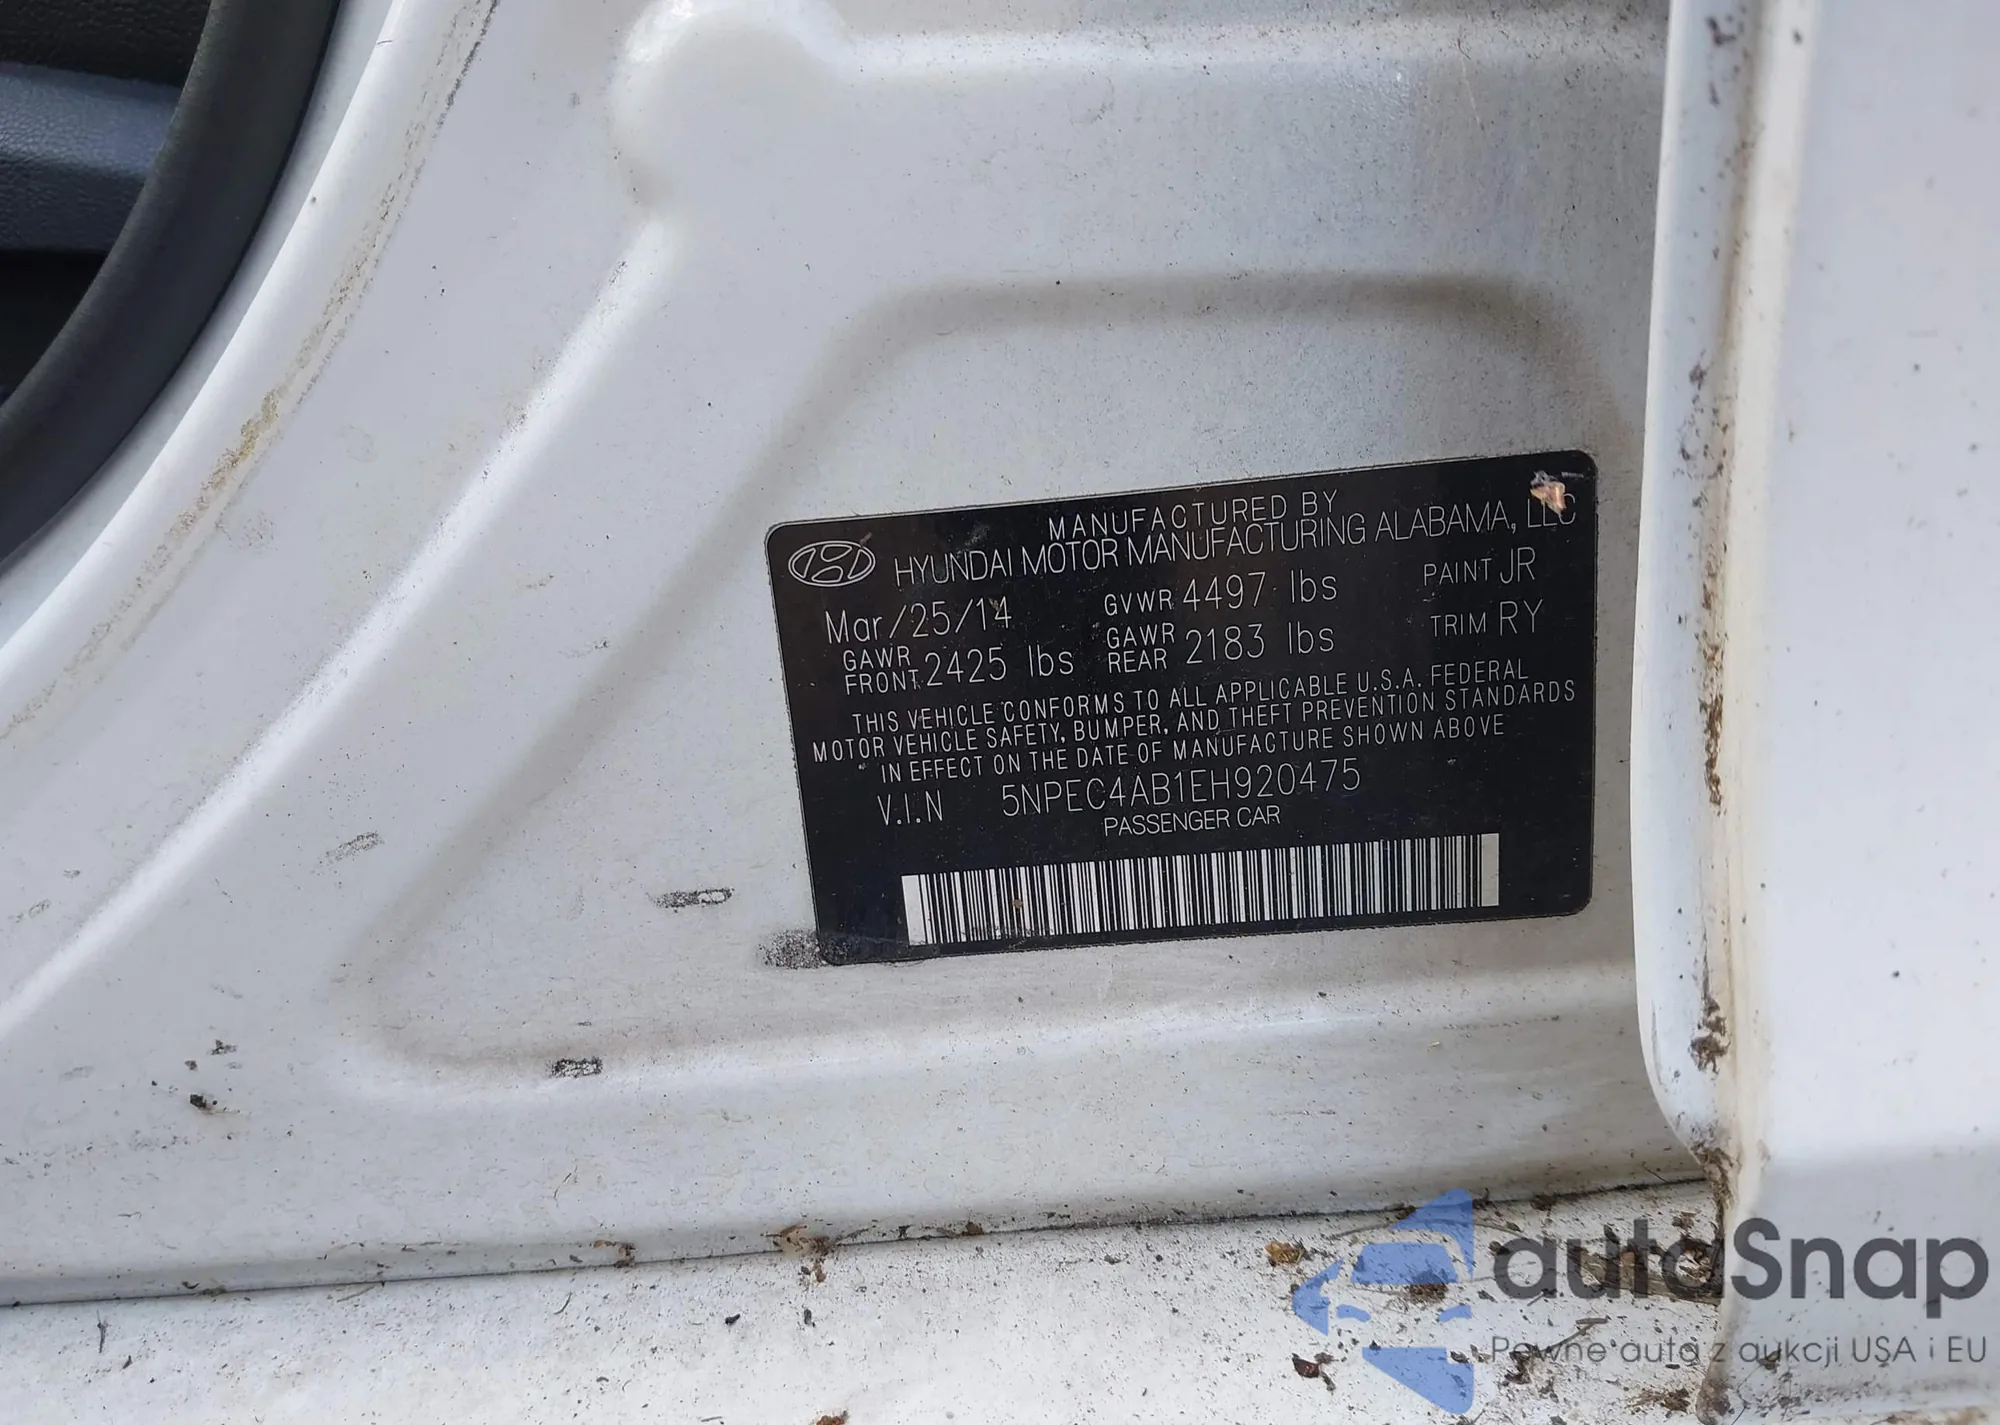 MANUFACTURED BY
HYUNDAI MOTOR MANUFACTURING ALABAMA, LLC
Mar/25/14 GVWR 4497 lbs PAINT JR
GAWR FRONT 2425 lbs GAWR REAR 2183 lbs TRIM RY
THIS VEHICLE CONFORMS TO ALL APPLICABLE U.S.A. FEDERAL
MOTOR VEHICLE SAFETY, BUMPER, AND THEFT PREVENTION STANDARDS
IN EFFECT ON THE DATE OF MANUFACTURE SHOWN ABOVE
V.I.N 5NPEC4AB1EH920475
PASSENGER CAR
autoSnap
Pewne auta z aukcji USA i EU